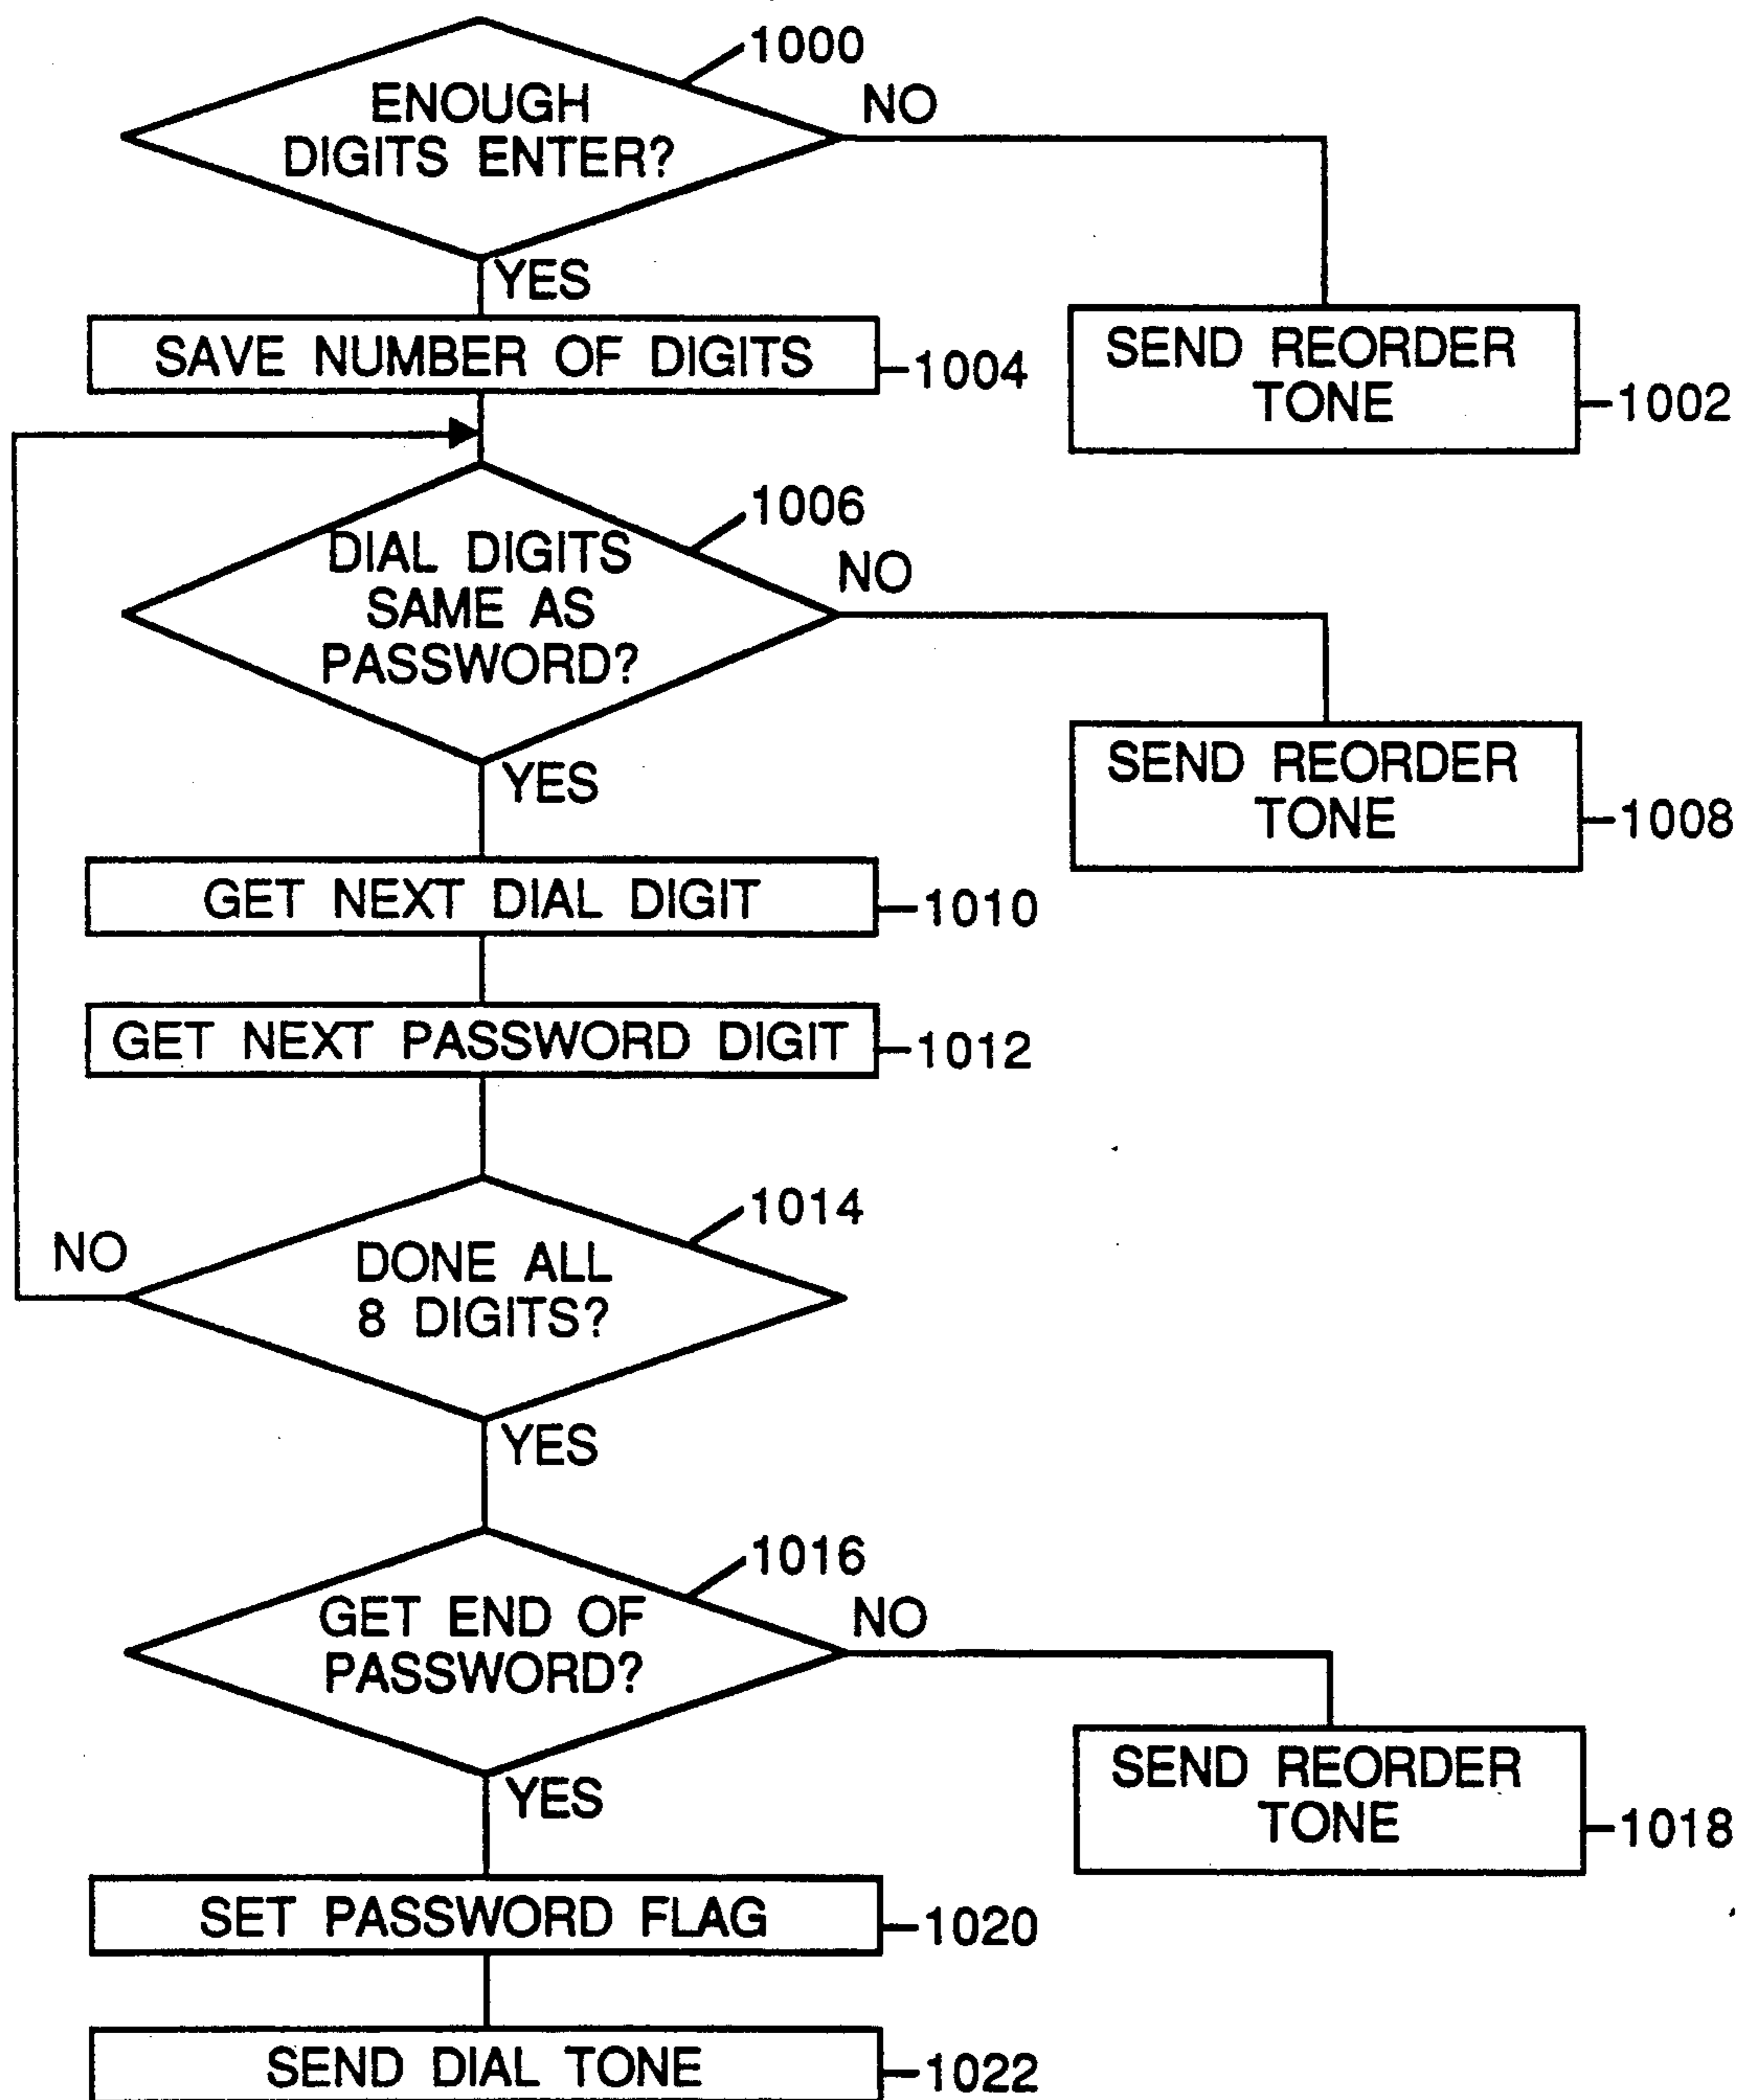 1000
ENOUGH
DIGITS ENTER?
NO
YES
SAVE NUMBER OF DIGITS
1004
SEND REORDER
TONE
1002
1006
DIAL DIGITS
SAME AS
PASSWORD?
NO
YES
SEND REORDER
TONE
1008
GET NEXT DIAL DIGIT
1010
GET NEXT PASSWORD DIGIT
1012
1014
NO
DONE ALL
8 DIGITS?
YES
1016
GET END OF
PASSWORD?
NO
YES
SEND REORDER
TONE
1018
SET PASSWORD FLAG
1020
SEND DIAL TONE
1022